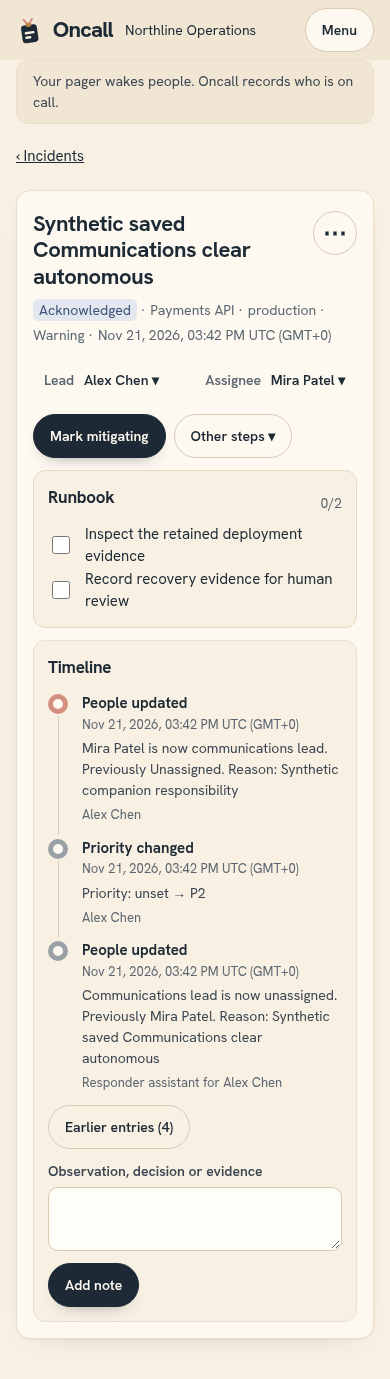 Oncall Northline Operations Menu
Your pager wakes people. Oncall records who is on
call.
‹ Incidents
Synthetic saved
Communications clear
autonomous
...
Acknowledged · Payments API · production ·
Warning · Nov 21, 2026, 03:42 PM UTC (GMT+0)
Lead Alex Chen ▾ Assignee Mira Patel ▾
Mark mitigating Other steps ▾
Runbook 0/2
Inspect the retained deployment
evidence
Record recovery evidence for human
review
Timeline
People updated
Nov 21, 2026, 03:42 PM UTC (GMT+0)
Mira Patel is now communications lead.
Previously Unassigned. Reason: Synthetic
companion responsibility
Alex Chen
Priority changed
Nov 21, 2026, 03:42 PM UTC (GMT+0)
Priority: unset → P2
Alex Chen
People updated
Nov 21, 2026, 03:42 PM UTC (GMT+0)
Communications lead is now unassigned.
Previously Mira Patel. Reason: Synthetic
saved Communications clear
autonomous
Responder assistant for Alex Chen
Earlier entries (4)
Observation, decision or evidence
Add note